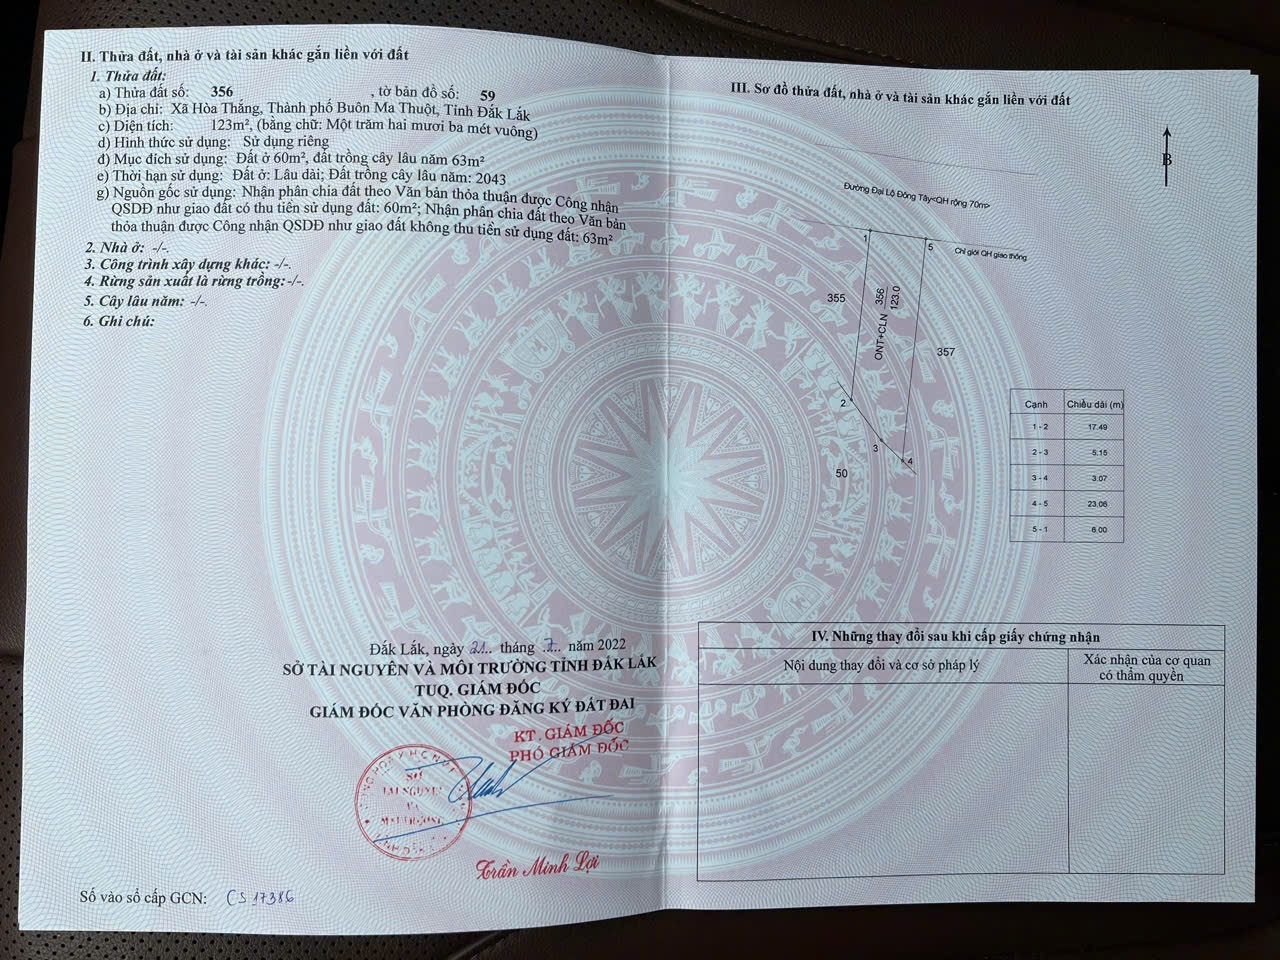 II. Thửa đất, nhà ở và tài sản khác gắn liền với đất
1. Thửa đất:
a) Thửa đất số: 356 , tờ bản đồ số: 59
b) Địa chỉ: Xã Hòa Thắng, Thành phố Buôn Ma Thuột, Tỉnh Đắk Lắk
c) Diện tích: 123m², (bằng chữ: Một trăm hai mươi ba mét vuông)
d) Hình thức sử dụng: Sử dụng riêng
đ) Mục đích sử dụng: Đất ở 60m², đất trồng cây lâu năm 63m²
e) Thời hạn sử dụng: Đất ở: Lâu dài; Đất trồng cây lâu năm: 2043
g) Nguồn gốc sử dụng: Nhận phân chia đất theo Văn bản thỏa thuận được Công nhận
QSDĐ như giao đất có thu tiền sử dụng đất: 60m²; Nhận phân chia đất theo Văn bản
thỏa thuận được Công nhận QSDĐ như giao đất không thu tiền sử dụng đất: 63m²
2. Nhà ở: -/-.
3. Công trình xây dựng khác: -/-.
4. Rừng sản xuất là rừng trồng: -/-.
5. Cây lâu năm: -/-.
6. Ghi chú:
Đắk Lắk, ngày 21.. tháng .7.. năm 2022
SỞ TÀI NGUYÊN VÀ MÔI TRƯỜNG TỈNH ĐẮK LẮK
TUQ. GIÁM ĐỐC
GIÁM ĐỐC VĂN PHÒNG ĐĂNG KÝ ĐẤT ĐAI
KT. GIÁM ĐỐC
PHÓ GIÁM ĐỐC
SỞ
TÀI NGUYÊN
VÀ
MÔI TRƯỜNG
Trần Minh Lợi
Số vào sổ cấp GCN: CS 17386
III. Sơ đồ thửa đất, nhà ở và tài sản khác gắn liền với đất
B
Đường Đại Lộ Đông Tây<QH rộng 70m>
1
5
Chỉ giới QH giao thông
355
ONT+CLN 356
123.0
357
2
3
4
50
Cạnh Chiều dài (m)
1 - 2 17.49
2 - 3 5.15
3 - 4 3.07
4 - 5 23.06
5 - 1 6.00
IV. Những thay đổi sau khi cấp giấy chứng nhận
Nội dung thay đổi và cơ sở pháp lý
Xác nhận của cơ quan
có thẩm quyền